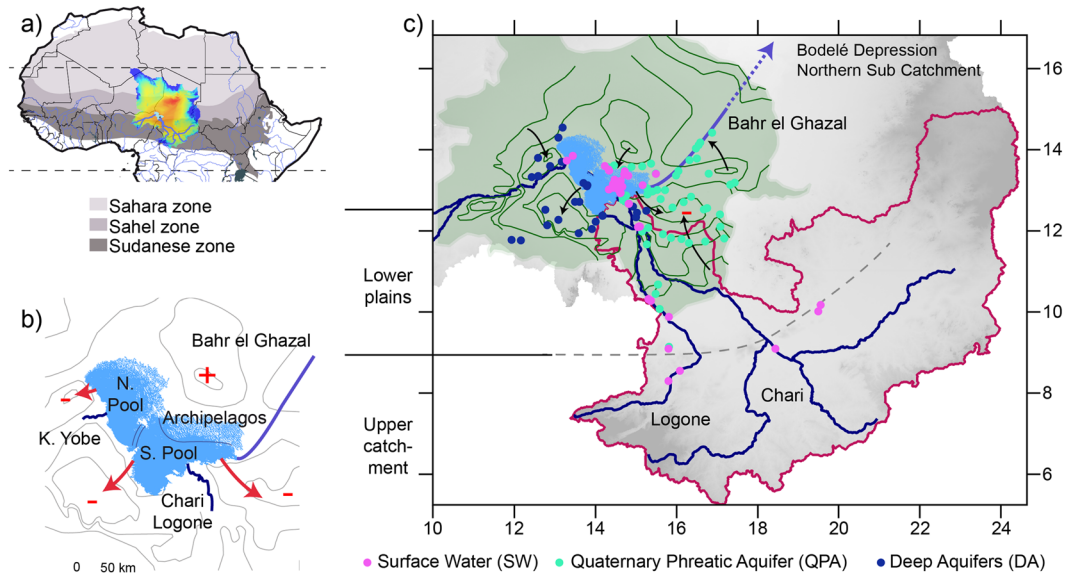 a)
Sahara zone
Sahel zone
Sudanese zone
b)
Bahr el Ghazal
+
N.
Pool
-
Archipelagos
K. Yobe
S. Pool
-
-
Chari
Logone
0 50 km
c)
Bodelé Depression
Northern Sub Catchment
Bahr el Ghazal
-
Lower
plains
Upper
catch-
ment
Logone
Chari
16
14
12
10
8
6
10 12 14 16 18 19 21 22 24
Surface Water (SW)
Quaternary Phreatic Aquifer (QPA)
Deep Aquifers (DA)